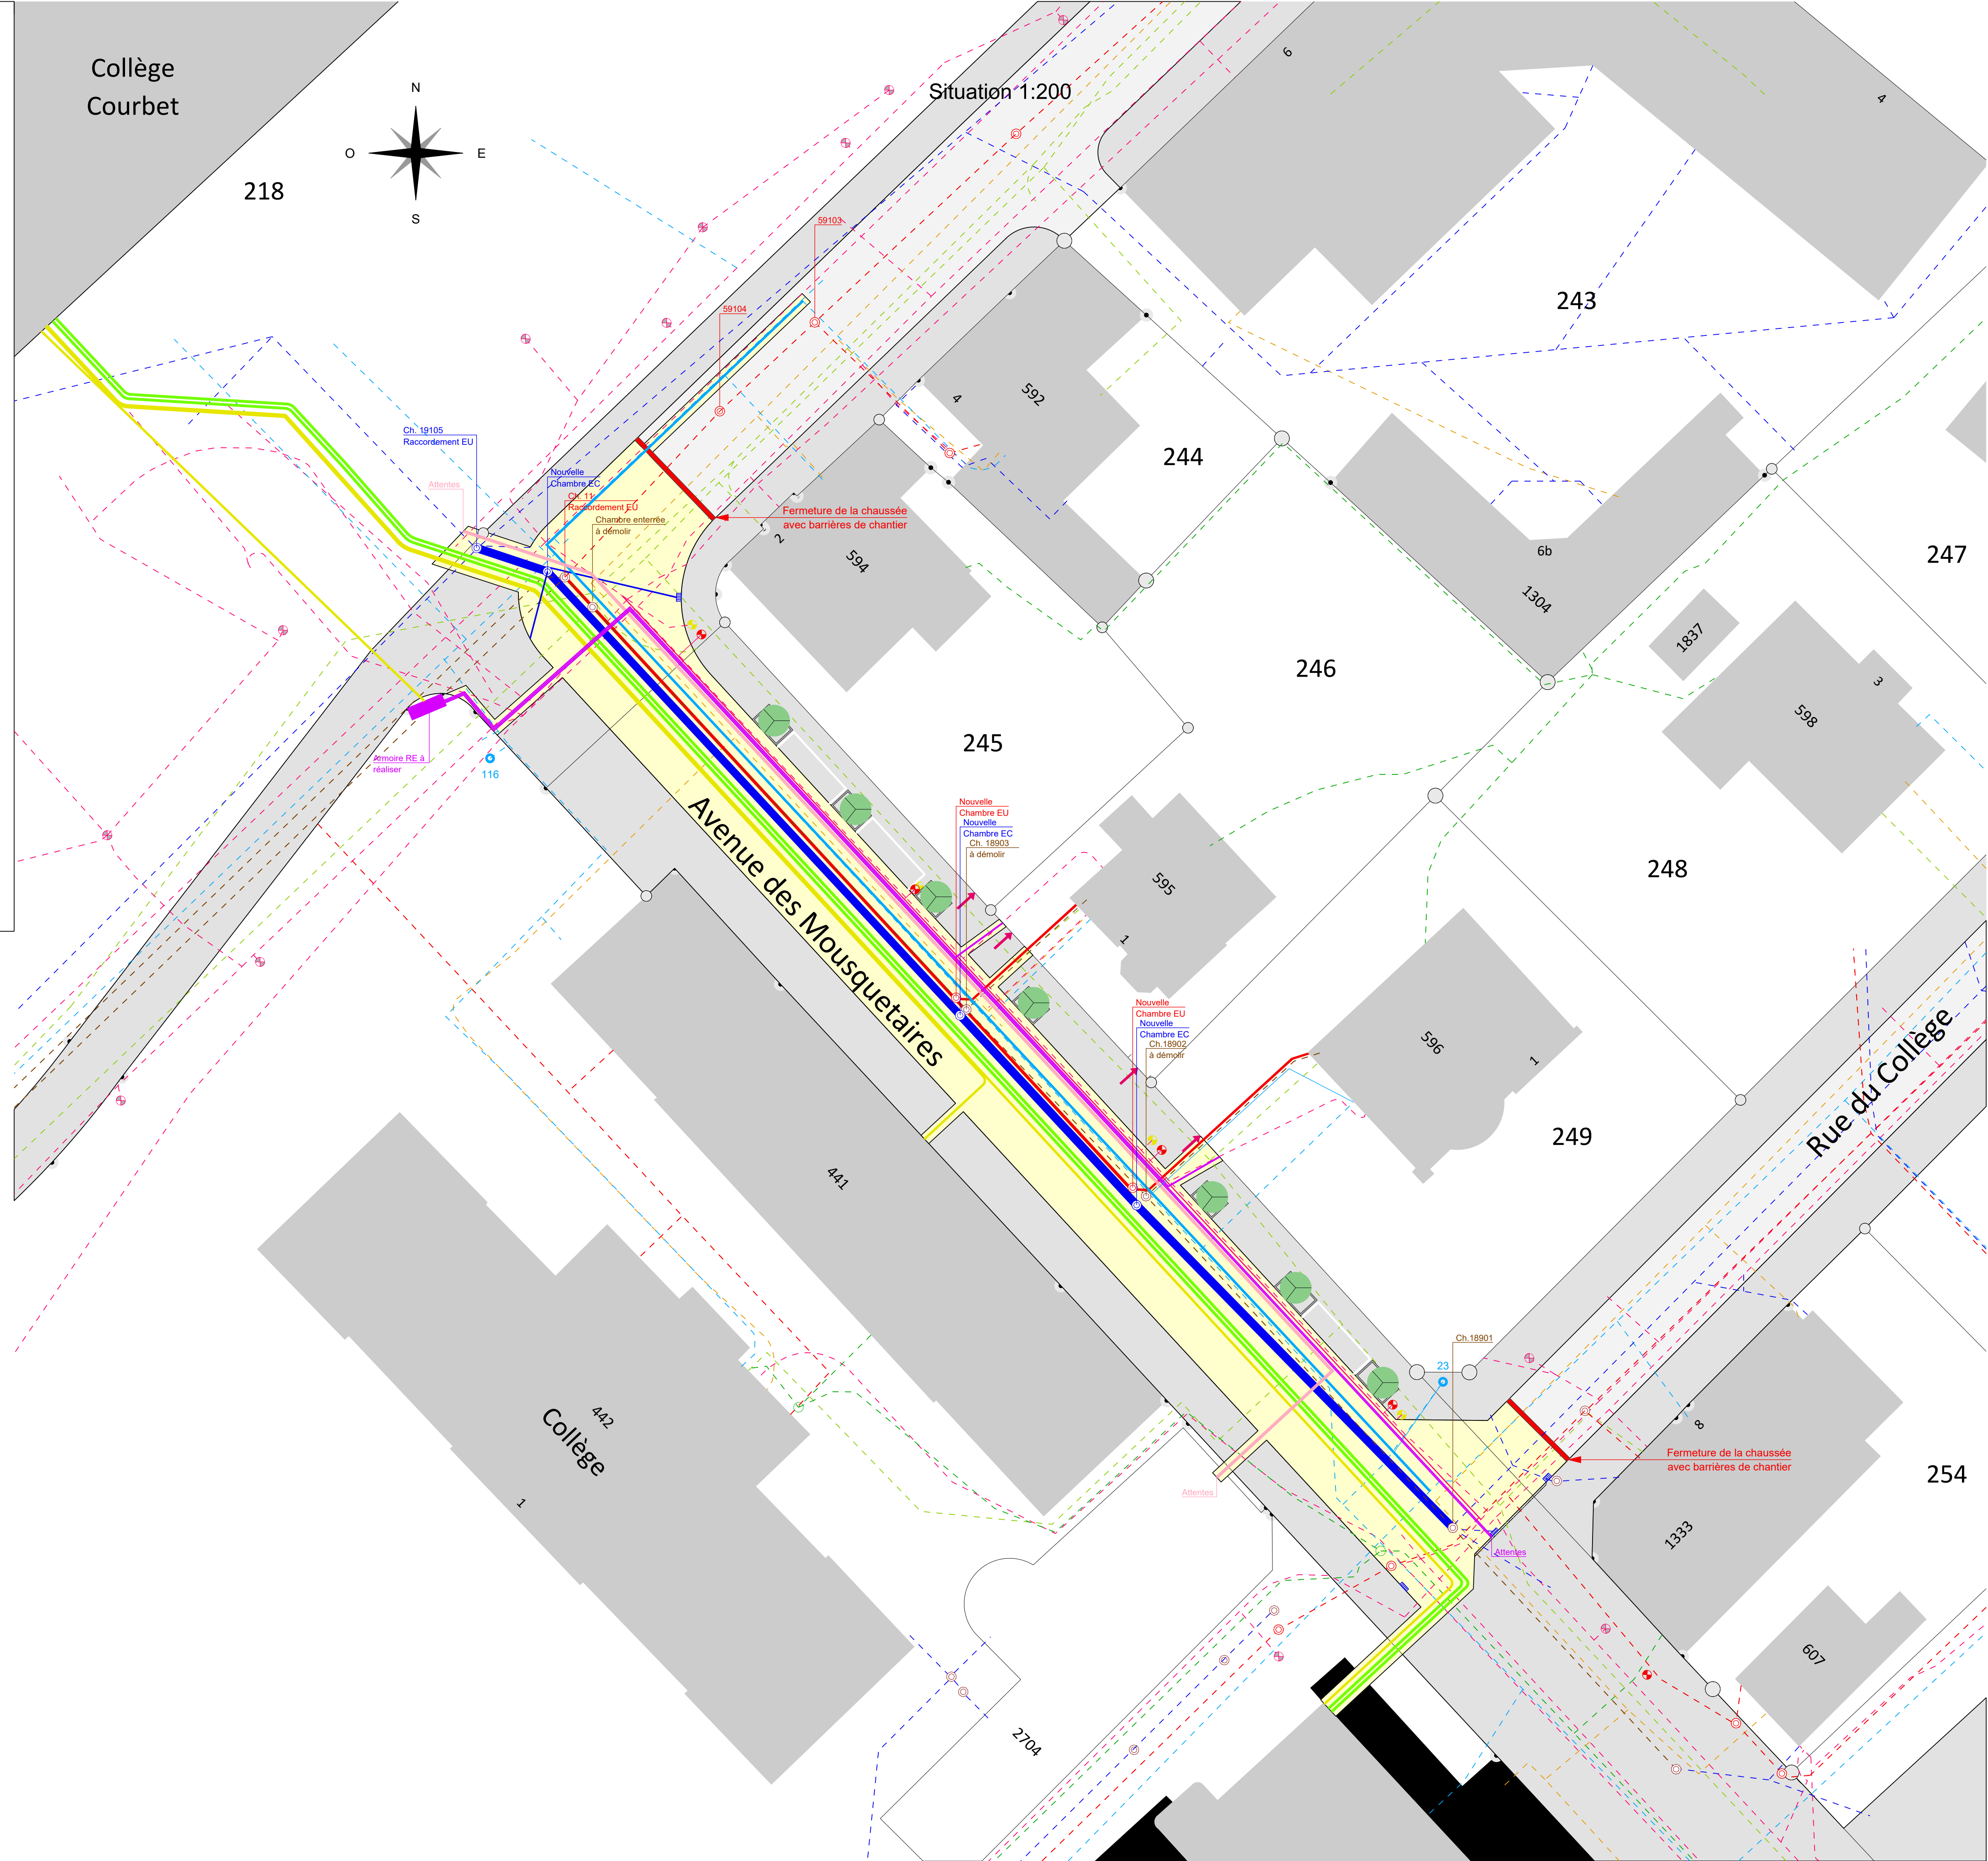 Collège
Courbet
Situation 1:200
N
O
E
S
218
6
4
59103
59104
243
592
4
244
Ch. 19105
Raccordement EU
Attentes
Nouvelle
Chambre EC
Ch. 11
Raccordement EU
Chambre enterrée
à démolir
Fermeture de la chaussée
avec barrières de chantier
2
594
6b
1304
247
1837
246
3
598
245
Armoire RE à
réaliser
116
Avenue des Mousquetaires
Nouvelle
Chambre EU
Nouvelle
Chambre EC
Ch. 18903
à démolir
595
1
248
Nouvelle
Chambre EU
Nouvelle
Chambre EC
Ch.18902
à démolir
596
1
249
Rue du Collège
441
Ch.18901
23
8
442
Collège
1
Fermeture de la chaussée
avec barrières de chantier
254
Attentes
1333
Attentes
607
2704